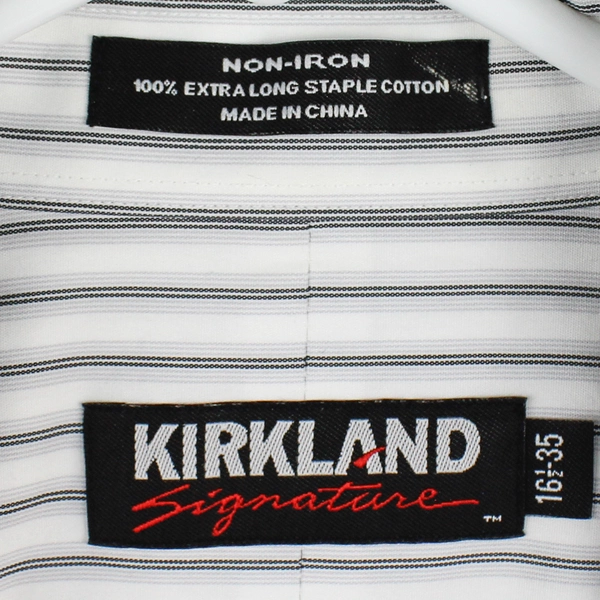 NON-IRON
100% EXTRA LONG STAPLE COTTON
MADE IN CHINA
KIRKLAND
Signature
™
16½-35